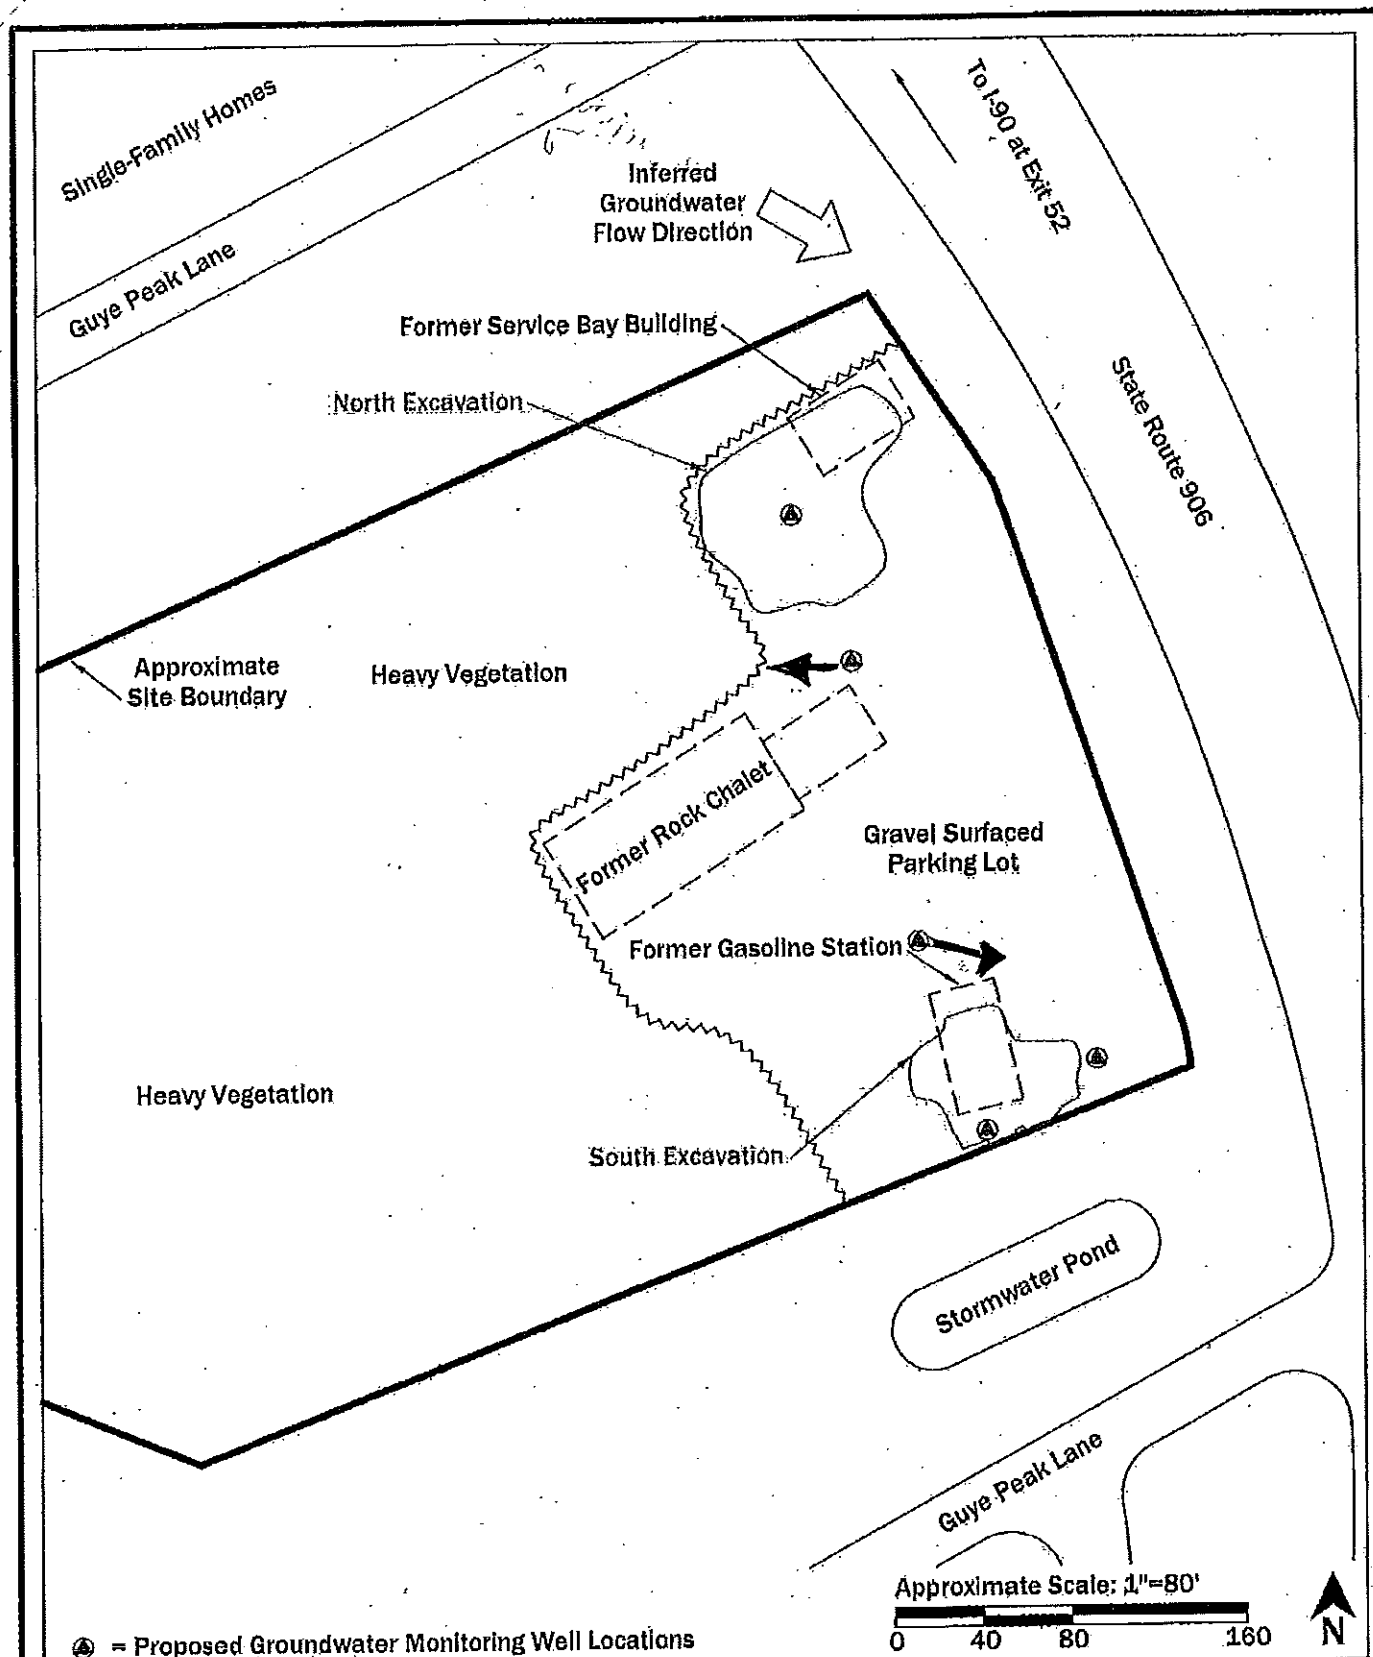 Single-Family Homes
Guye Peak Lane
To I-90 at Exit 52
Inferred
Groundwater
Flow Direction
Former Service Bay Building
North Excavation
State Route 906
Approximate
Site Boundary
Heavy Vegetation
Former Rock Chalet
Gravel Surfaced
Parking Lot
Former Gasoline Station
Heavy Vegetation
South Excavation
Stormwater Pond
Guye Peak Lane
Approximate Scale: 1"=80'
0 40 80 160
N
= Proposed Groundwater Monitoring Well Locations